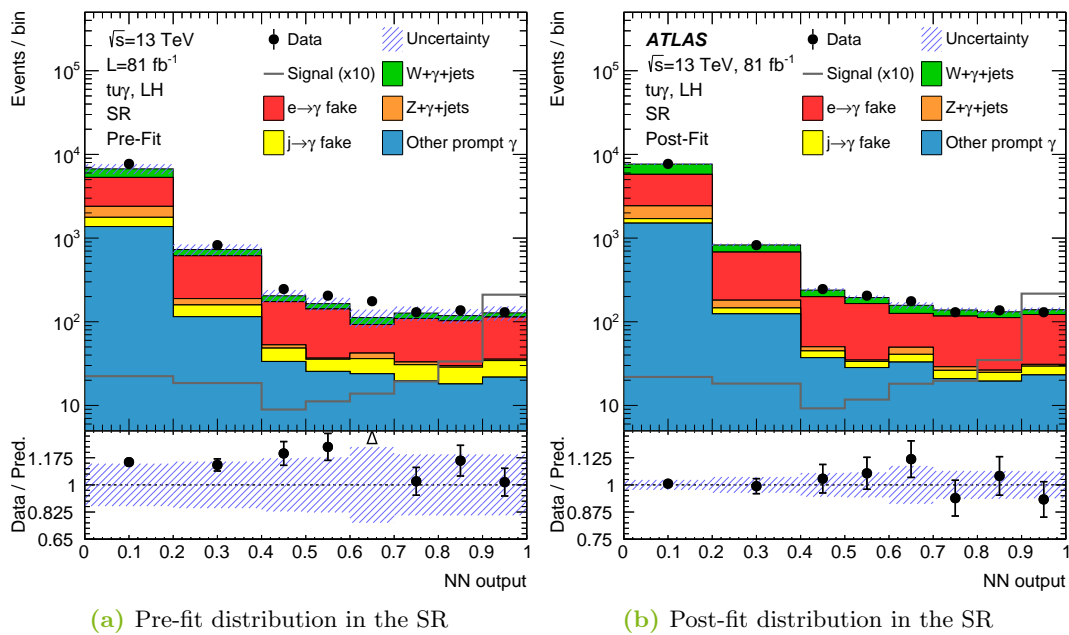 Events / bin
10⁵
10⁴
10³
10²
10
√s=13 TeV
L=81 fb⁻¹
tuγ, LH
SR
Pre-Fit
Data
Uncertainty
Signal (x10)
W+γ+jets
e→γ fake
Z+γ+jets
j→γ fake
Other prompt γ
Data / Pred.
1.175
1
0.825
0.65
0 0.1 0.2 0.3 0.4 0.5 0.6 0.7 0.8 0.9 1
NN output
(a) Pre-fit distribution in the SR
Events / bin
10⁵
10⁴
10³
10²
10
ATLAS
√s=13 TeV, 81 fb⁻¹
tuγ, LH
SR
Post-Fit
Data
Uncertainty
Signal (x10)
W+γ+jets
e→γ fake
Z+γ+jets
j→γ fake
Other prompt γ
Data / Pred.
1.125
1
0.875
0.75
0 0.1 0.2 0.3 0.4 0.5 0.6 0.7 0.8 0.9 1
NN output
(b) Post-fit distribution in the SR